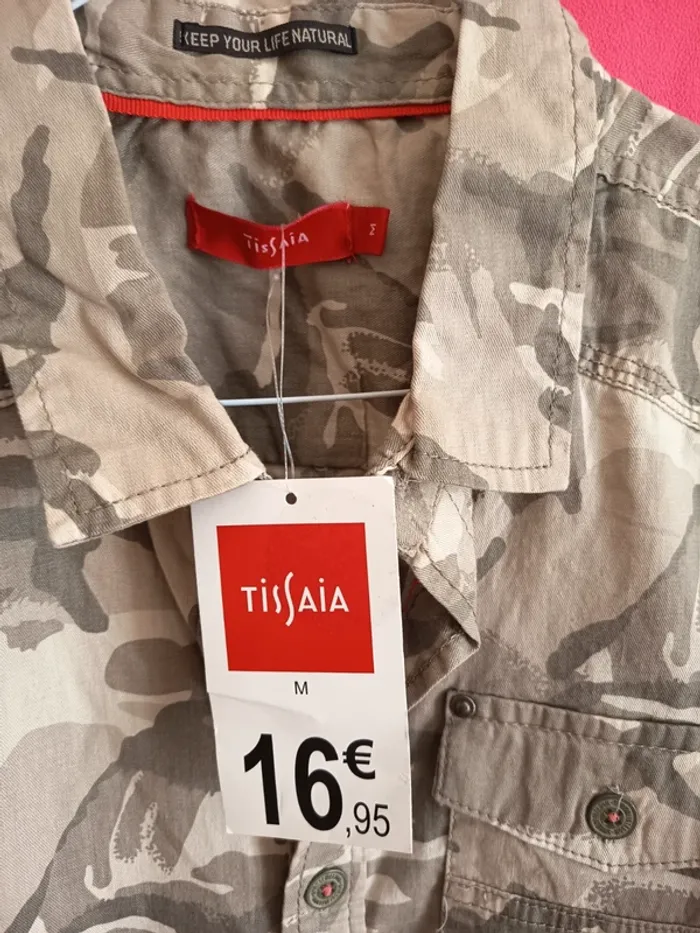 KEEP YOUR LIFE NATURAL
TiSSAiA
M
TiSSAiA
M
16€,95